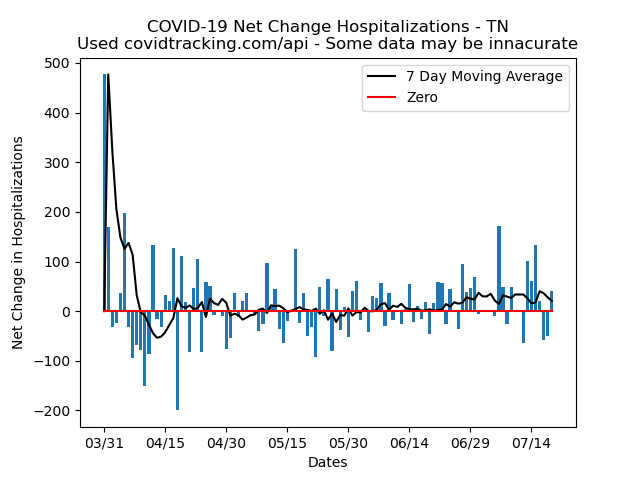 COVID-19 Net Change Hospitalizations - TN
Used covidtracking.com/api - Some data may be innacurate
7 Day Moving Average
Zero
Net Change in Hospitalizations
500
400
300
200
100
0
−100
−200
03/31 04/15 04/30 05/15 05/30 06/14 06/29 07/14
Dates